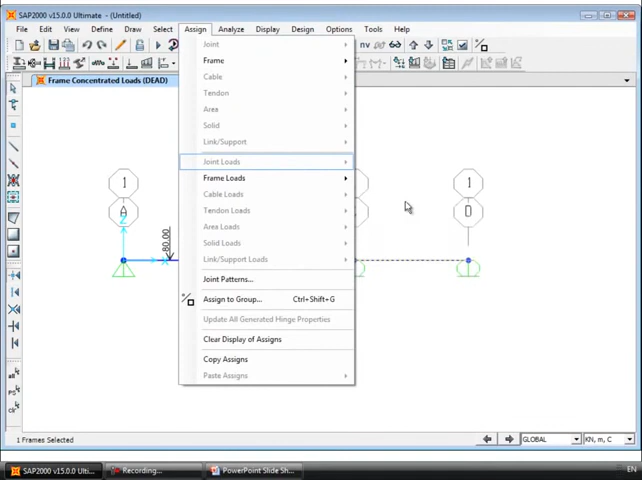 SAP2000 v15.0.0 Ultimate - (Untitled)
File Edit View Define Draw Select Assign Analyze Display Design Options Tools Help
nv
Frame Concentrated Loads (DEAD)
Joint
Frame
Cable
Tendon
Area
Solid
Link/Support
Joint Loads
Frame Loads
Cable Loads
Tendon Loads
Area Loads
Solid Loads
Link/Support Loads
Joint Patterns...
Assign to Group... Ctrl+Shift+G
Update All Generated Hinge Properties
Clear Display of Assigns
Copy Assigns
Paste Assigns
1 1
A D
Z
80.00
X
all
PS
clr
1 Frames Selected
GLOBAL
KN, m, C
SAP2000 v15.0.0 Ulti...
Recording...
PowerPoint Slide Sh...
EN